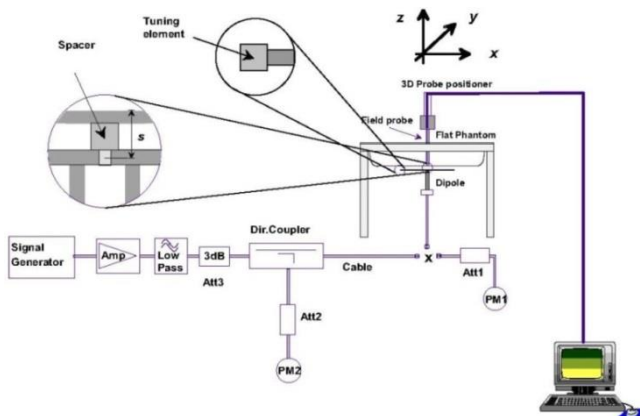 Tuning
element
Spacer
s
z
y
x
3D Probe positioner
Field probe
Flat Phantom
Dipole
Signal
Generator
Amp
Low
Pass
3dB
Att3
Dir.Coupler
Cable
X
Att1
PM1
Att2
PM2